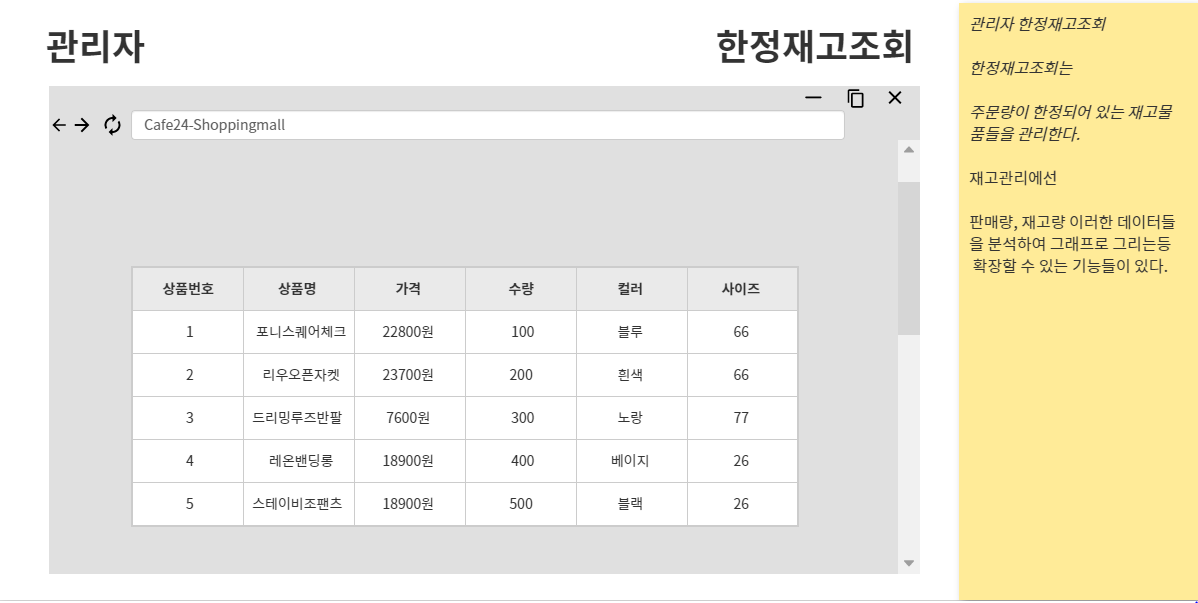 관리자 한정재고조회
Cafe24-Shoppingmall
상품번호 상품명 가격 수량 컬러 사이즈
1 포니스퀘어체크 22800원 100 블루 66
2 리우오픈자켓 23700원 200 흰색 66
3 드리밍루즈반팔 7600원 300 노랑 77
4 레온밴딩롱 18900원 400 베이지 26
5 스테이비조팬츠 18900원 500 블랙 26
관리자 한정재고조회
한정재고조회는
주문량이 한정되어 있는 재고물
품들을 관리한다.
재고관리에선
판매량, 재고량 이러한 데이터들
을 분석하여 그래프로 그리는등
확장할 수 있는 기능들이 있다.